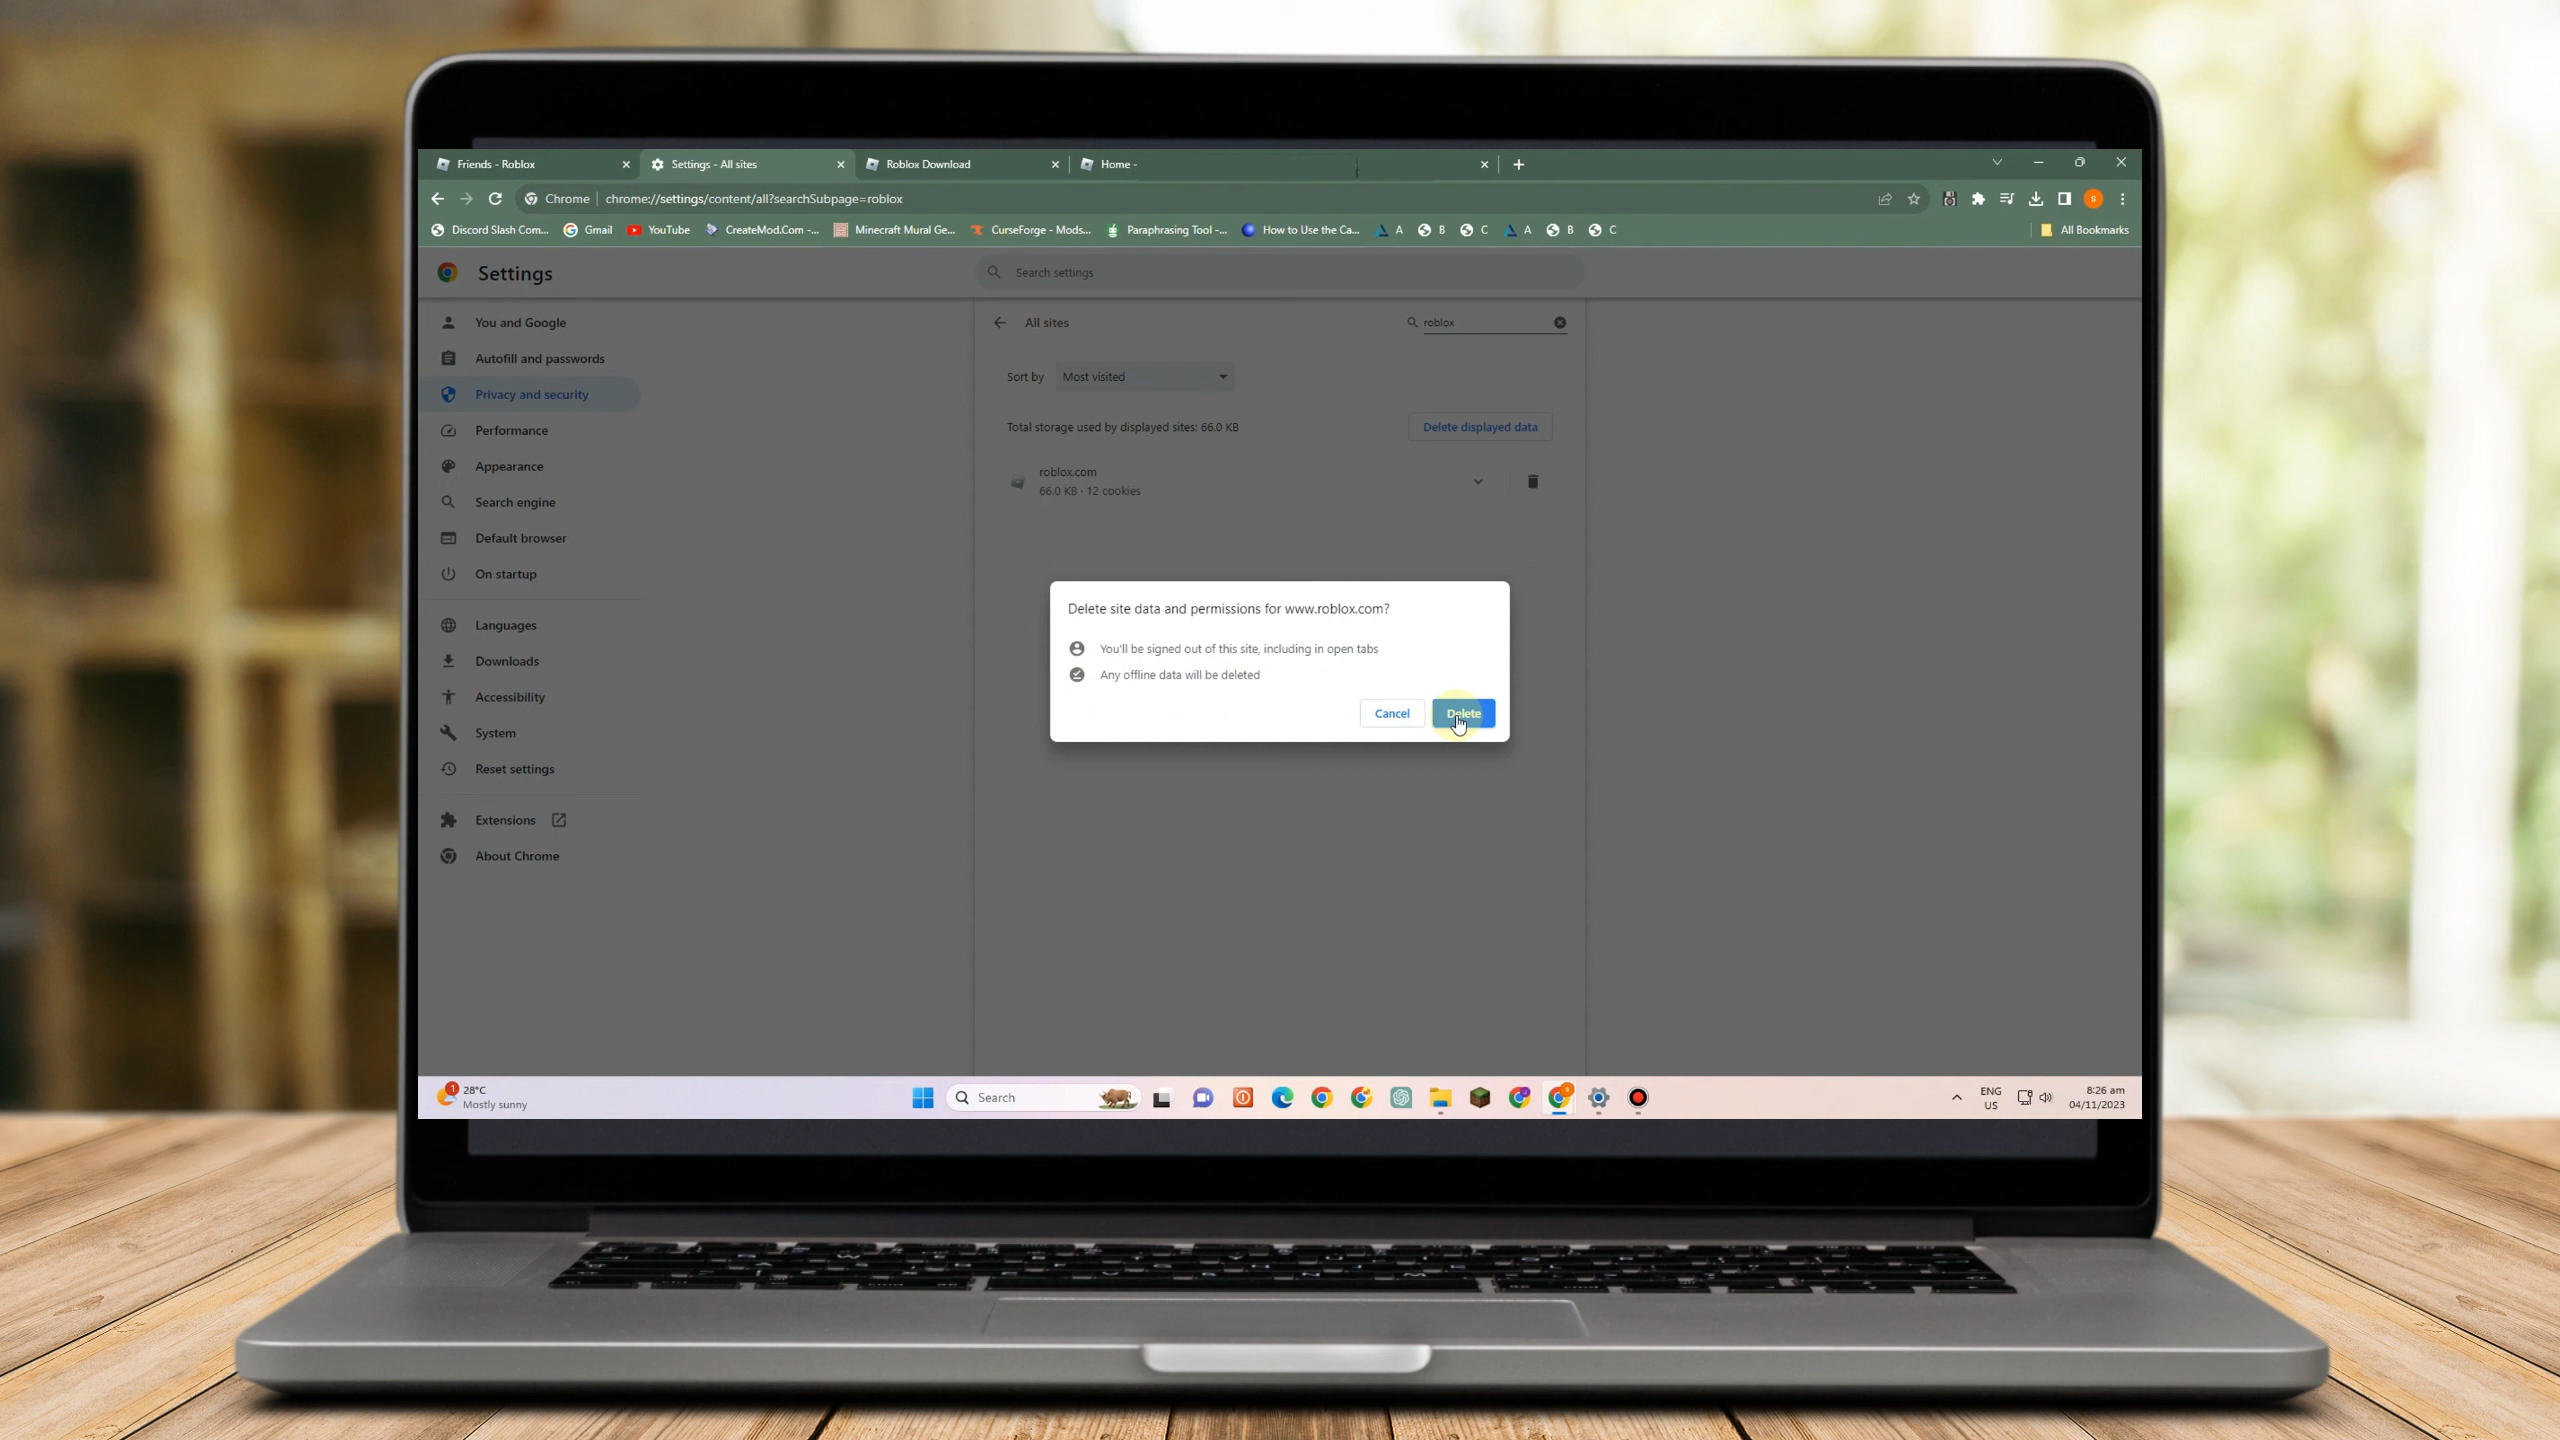 Friends - Roblox
Settings - All sites
Roblox Download
Home -
Chrome
chrome://settings/content/all?searchSubpage=roblox
Discord Slash Com...
Gmail
YouTube
CreateMod.Com -...
Minecraft Mural Ge...
CurseForge - Mods...
Paraphrasing Tool -...
How to Use the Ca...
A
B
C
A
B
C
All Bookmarks
Settings
Search settings
You and Google
Autofill and passwords
Privacy and security
Performance
Appearance
Search engine
Default browser
On startup
Languages
Downloads
Accessibility
System
Reset settings
Extensions
About Chrome
All sites
roblox
Sort by
Most visited
Total storage used by displayed sites: 66.0 KB
Delete displayed data
roblox.com
66.0 KB · 12 cookies
Delete site data and permissions for www.roblox.com?
You'll be signed out of this site, including in open tabs
Any offline data will be deleted
Cancel
Delete
1
28°C
Mostly sunny
Search
ENG
US
8:26 am
04/11/2023